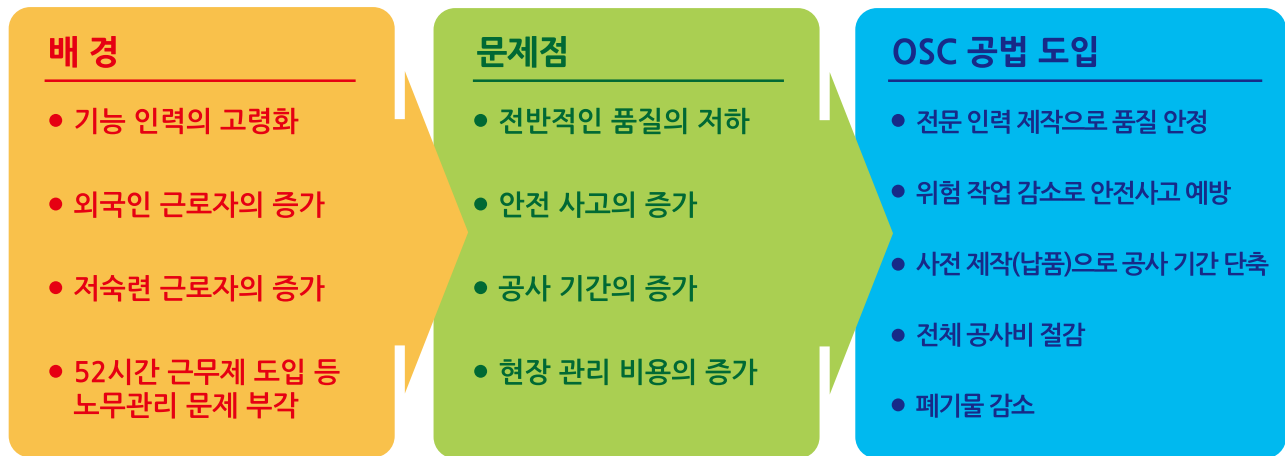 배 경
• 기능 인력의 고령화
• 외국인 근로자의 증가
• 저숙련 근로자의 증가
• 52시간 근무제 도입 등
노무관리 문제 부각
문제점
• 전반적인 품질의 저하
• 안전 사고의 증가
• 공사 기간의 증가
• 현장 관리 비용의 증가
OSC 공법 도입
• 전문 인력 제작으로 품질 안정
• 위험 작업 감소로 안전사고 예방
• 사전 제작(납품)으로 공사 기간 단축
• 전체 공사비 절감
• 폐기물 감소